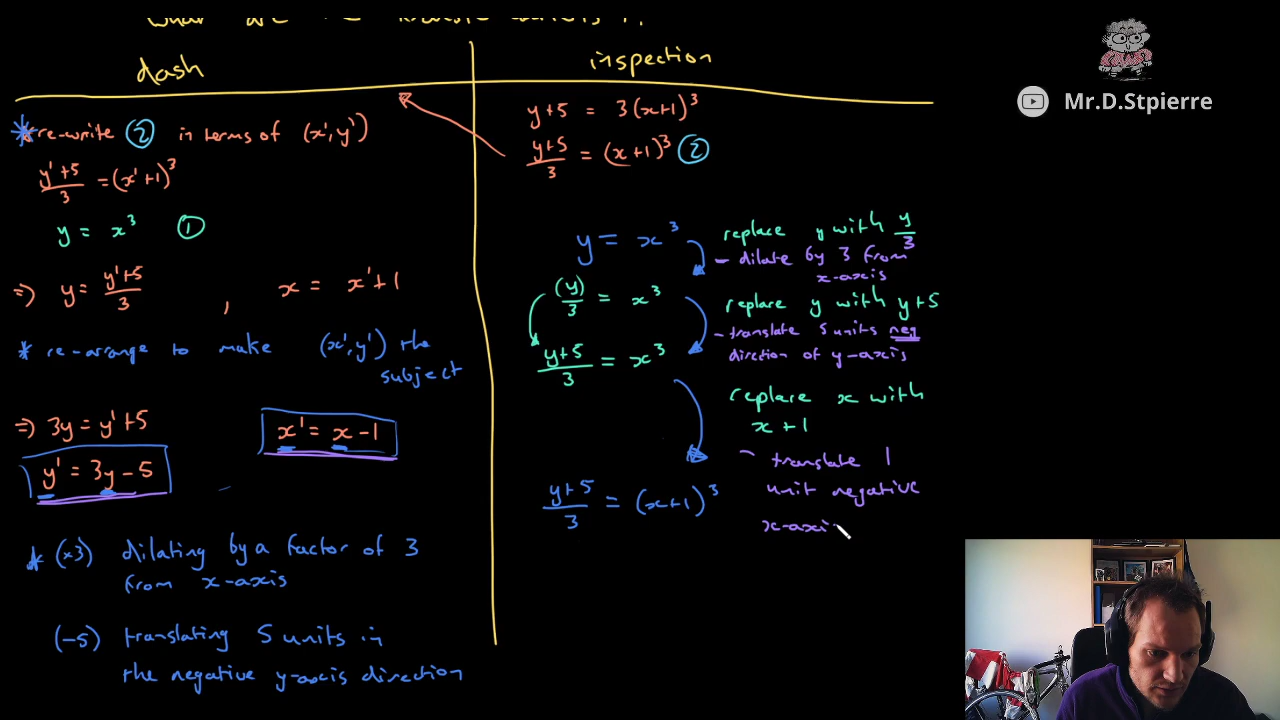 what are
dash
inspection
* re-write ② in terms of (x',y')
(y'+5)/3 = (x'+1)³
y = x³ ①
=> y = (y'+5)/3 , x = x'+1
* re-arange to make (x',y') the
subject
=> 3y = y'+5
x' = x-1
y' = 3y-5
* (×3) dilating by a factor of 3
from x-axis
(-5) translating 5 units in
the negative y-axis direction
y+5 = 3(x+1)³
(y+5)/3 = (x+1)³ ②
y = x³
replace y with y/3
- dilate by 3 from
x-axis
(y)/3 = x³
replace y with y+5
- translate 5 units neg
direction of y-axis
(y+5)/3 = x³
replace x with
x+1
- translate 1
unit negative
x-axi
(y+5)/3 = (x+1)³
Mr.D.Stpierre